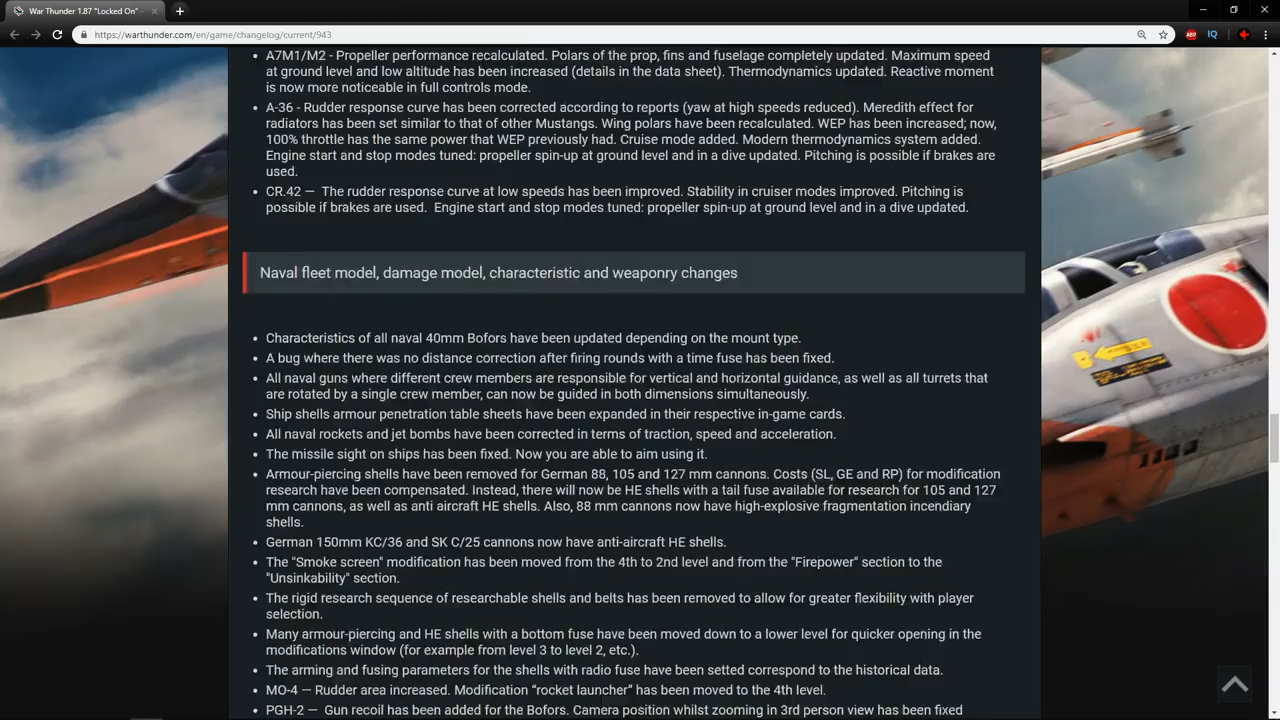 War Thunder 1.87 "Locked On" -
https://warthunder.com/en/game/changelog/current/943
ABP
IQ
A7M1/M2 - Propeller performance recalculated. Polars of the prop, fins and fuselage completely updated. Maximum speed
at ground level and low altitude has been increased (details in the data sheet). Thermodynamics updated. Reactive moment
is now more noticeable in full controls mode.
A-36 - Rudder response curve has been corrected according to reports (yaw at high speeds reduced). Meredith effect for
radiators has been set similar to that of other Mustangs. Wing polars have been recalculated. WEP has been increased; now,
100% throttle has the same power that WEP previously had. Cruise mode added. Modern thermodynamics system added.
Engine start and stop modes tuned: propeller spin-up at ground level and in a dive updated. Pitching is possible if brakes are
used.
CR.42 — The rudder response curve at low speeds has been improved. Stability in cruiser modes improved. Pitching is
possible if brakes are used. Engine start and stop modes tuned: propeller spin-up at ground level and in a dive updated.
Naval fleet model, damage model, characteristic and weaponry changes
Characteristics of all naval 40mm Bofors have been updated depending on the mount type.
A bug where there was no distance correction after firing rounds with a time fuse has been fixed.
All naval guns where different crew members are responsible for vertical and horizontal guidance, as well as all turrets that
are rotated by a single crew member, can now be guided in both dimensions simultaneously.
Ship shells armour penetration table sheets have been expanded in their respective in-game cards.
All naval rockets and jet bombs have been corrected in terms of traction, speed and acceleration.
The missile sight on ships has been fixed. Now you are able to aim using it.
Armour-piercing shells have been removed for German 88, 105 and 127 mm cannons. Costs (SL, GE and RP) for modification
research have been compensated. Instead, there will now be HE shells with a tail fuse available for research for 105 and 127
mm cannons, as well as anti aircraft HE shells. Also, 88 mm cannons now have high-explosive fragmentation incendiary
shells.
German 150mm KC/36 and SK C/25 cannons now have anti-aircraft HE shells.
The "Smoke screen" modification has been moved from the 4th to 2nd level and from the "Firepower" section to the
"Unsinkability" section.
The rigid research sequence of researchable shells and belts has been removed to allow for greater flexibility with player
selection.
Many armour-piercing and HE shells with a bottom fuse have been moved down to a lower level for quicker opening in the
modifications window (for example from level 3 to level 2, etc.).
The arming and fusing parameters for the shells with radio fuse have been setted correspond to the historical data.
MO-4 — Rudder area increased. Modification “rocket launcher” has been moved to the 4th level.
PGH-2 — Gun recoil has been added for the Bofors. Camera position whilst zooming in 3rd person view has been fixed